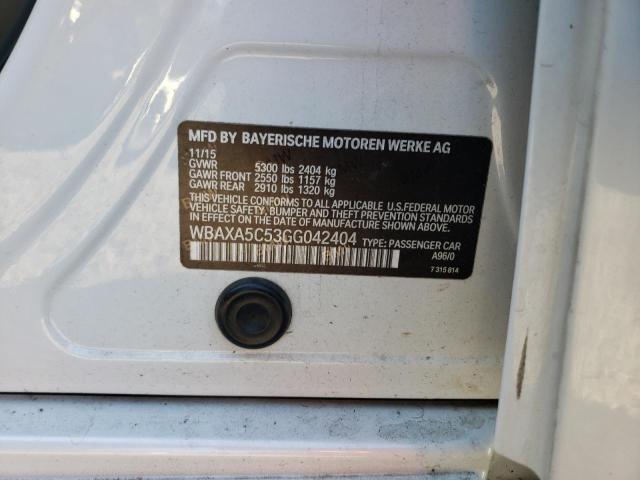 MFD BY BAYERISCHE MOTOREN WERKE AG
11/15
GVWR 5300 lbs 2404 kg
GAWR FRONT 2550 lbs 1157 kg
GAWR REAR 2910 lbs 1320 kg
THIS VEHICLE CONFORMS TO ALL APPLICABLE U.S.FEDERAL MOTOR
VEHICLE SAFETY, BUMPER, AND THEFT PREVENTION STANDARDS
IN EFFECT ON THE DATE OF MANUFACTURE SHOWN ABOVE.
WBAXA5C53GG042404 TYPE: PASSENGER CAR
A96/0
7 315 814